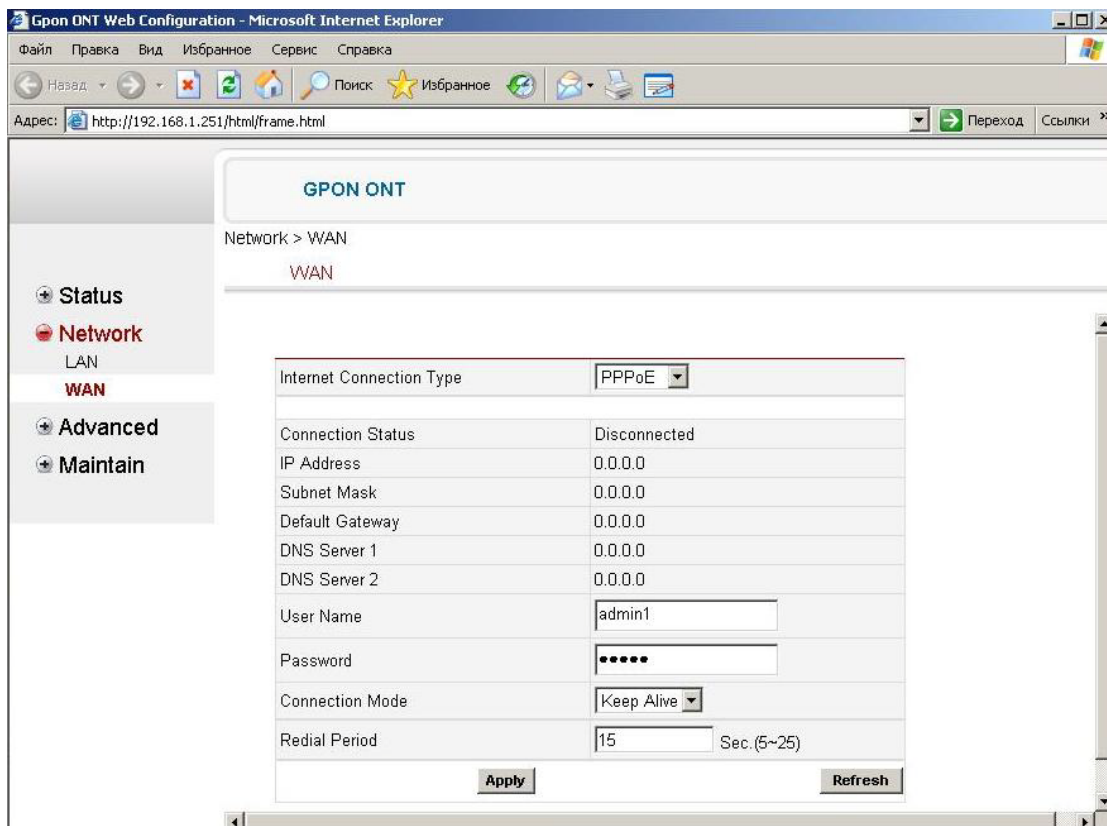 Gpon ONT Web Configuration - Microsoft Internet Explorer
Файл Правка Вид Избранное Сервис Справка
Назад Поиск Избранное
Адрес: http://192.168.1.251/html/frame.html Переход Ссылки »
GPON ONT
Network > WAN
WAN
Status
Network
LAN
WAN
Advanced
Maintain
Internet Connection Type PPPoE
Connection Status Disconnected
IP Address 0.0.0.0
Subnet Mask 0.0.0.0
Default Gateway 0.0.0.0
DNS Server 1 0.0.0.0
DNS Server 2 0.0.0.0
User Name admin1
Password •••••
Connection Mode Keep Alive
Redial Period 15 Sec.(5~25)
Apply Refresh